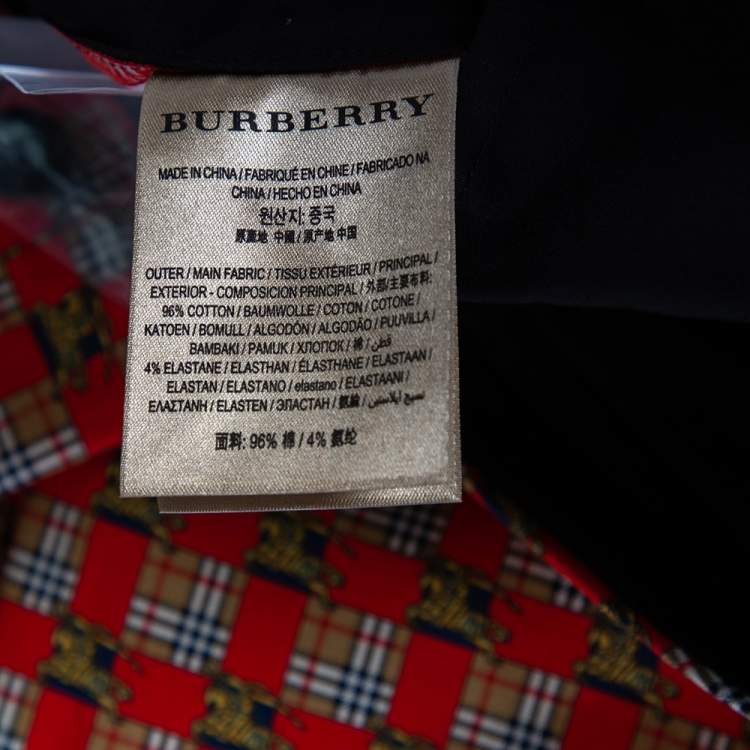 BURBERRY
MADE IN CHINA / FABRIQUÉ EN CHINE / FABRICADO NA
CHINA / HECHO EN CHINA
원산지: 중국
原產地 中國 / 原产地 中国
OUTER / MAIN FABRIC / TISSU EXTÉRIEUR / PRINCIPAL /
EXTERIOR - COMPOSICION PRINCIPAL / 外部/主要布料:
96% COTTON / BAUMWOLLE / COTON / COTONE /
KATOEN / BOMULL / ALGODÓN / ALGODÃO / PUUVILLA /
BAMBAKI / PAMUK / ХЛОПОК / 棉 / قطن /
4% ELASTANE / ELASTHAN / ÉLASTHANE / ELASTAAN /
ELASTAN / ELASTANO / elastano / ELASTAANI /
ΕΛΑΣΤΑΝΗ / ELASTEN / ЭЛАСТАН / 氨綸 / نسيج ايلاستين /
面料: 96% 棉 / 4% 氨纶